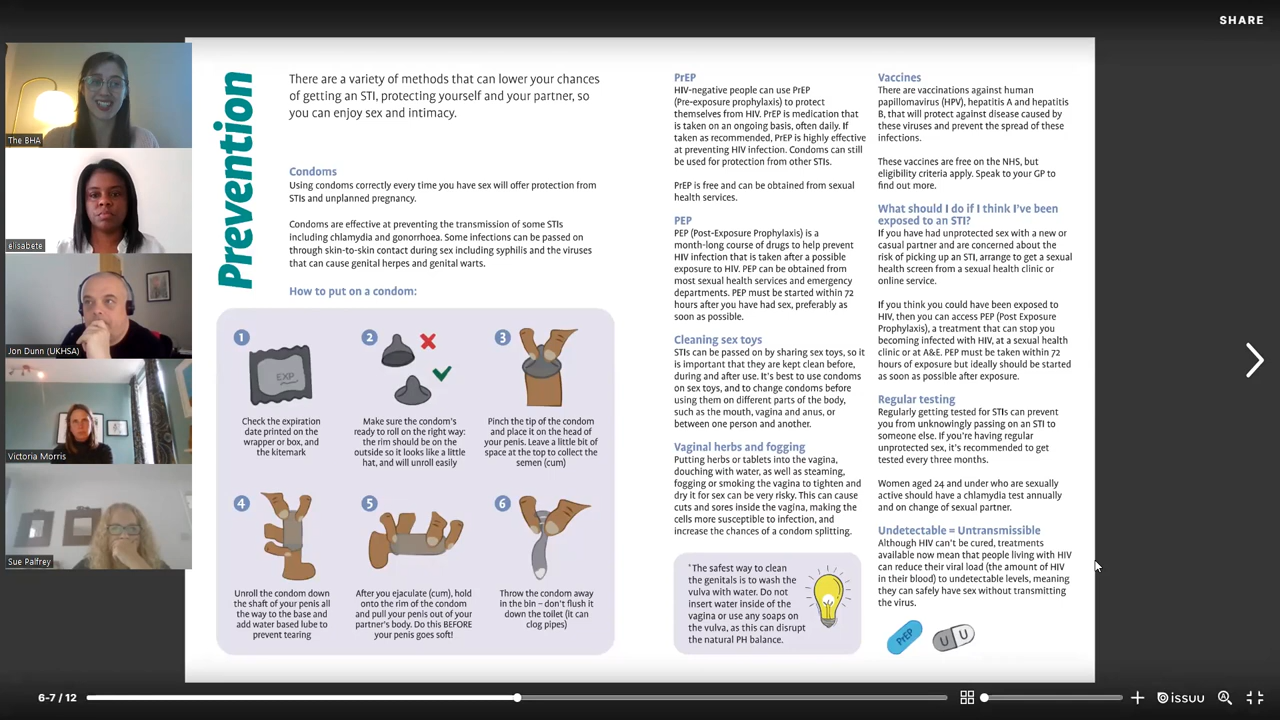 SHARE
The BHA
elisabete
Jon Dunn (UKHSA)
Victoria Morris
Sue Palfrey
Prevention
There are a variety of methods that can lower your chances
of getting an STI, protecting yourself and your partner, so
you can enjoy sex and intimacy.
Condoms
Using condoms correctly every time you have sex will offer protection from
STIs and unplanned pregnancy.
Condoms are effective at preventing the transmission of some STIs
including chlamydia and gonorrhoea. Some infections can be passed on
through skin-to-skin contact during sex including syphilis and the viruses
that can cause genital herpes and genital warts.
How to put on a condom:
1
EXP
Check the expiration
date printed on the
wrapper or box, and
the kitemark
2
Make sure the condom's
ready to roll on the right way:
the rim should be on the
outside so it looks like a little
hat, and will unroll easily
3
Pinch the tip of the condom
and place it on the head of
your penis. Leave a little bit of
space at the top to collect the
semen (cum)
4
Unroll the condom down
the shaft of your penis all
the way to the base and
add water based lube to
prevent tearing
5
After you ejaculate (cum), hold
onto the rim of the condom
and pull your penis out of your
partner's body. Do this BEFORE
your penis goes soft!
6
Throw the condom away
in the bin – don't flush it
down the toilet (it can
clog pipes)
PrEP
HIV-negative people can use PrEP
(Pre-exposure prophylaxis) to protect
themselves from HIV. PrEP is medication that
is taken on an ongoing basis, often daily. If
taken as recommended, PrEP is highly effective
at preventing HIV infection. Condoms can still
be used for protection from other STIs.
PrEP is free and can be obtained from sexual
health services.
PEP
PEP (Post-Exposure Prophylaxis) is a
month-long course of drugs to help prevent
HIV infection that is taken after a possible
exposure to HIV. PEP can be obtained from
most sexual health services and emergency
departments. PEP must be started within 72
hours after you have had sex, preferably as
soon as possible.
Cleaning sex toys
STIs can be passed on by sharing sex toys, so it
is important that they are kept clean before,
during and after use. It's best to use condoms
on sex toys, and to change condoms before
using them on different parts of the body,
such as the mouth, vagina and anus, or
between one person and another.
Vaginal herbs and fogging
Putting herbs or tablets into the vagina,
douching with water, as well as steaming,
fogging or smoking the vagina to tighten and
dry it for sex can be very risky. This can cause
cuts and sores inside the vagina, making the
cells more susceptible to infection, and
increase the chances of a condom splitting.
*The safest way to clean
the genitals is to wash the
vulva with water. Do not
insert water inside of the
vagina or use any soaps on
the vulva, as this can disrupt
the natural PH balance.
Vaccines
There are vaccinations against human
papillomavirus (HPV), hepatitis A and hepatitis
B, that will protect against disease caused by
these viruses and prevent the spread of these
infections.
These vaccines are free on the NHS, but
eligibility criteria apply. Speak to your GP to
find out more.
What should I do if I think I've been
exposed to an STI?
If you have had unprotected sex with a new or
casual partner and are concerned about the
risk of picking up an STI, arrange to get a sexual
health screen from a sexual health clinic or
online service.
If you think you could have been exposed to
HIV, then you can access PEP (Post Exposure
Prophylaxis), a treatment that can stop you
becoming infected with HIV, at a sexual health
clinic or at A&E. PEP must be taken within 72
hours of exposure but ideally should be started
as soon as possible after exposure.
Regular testing
Regularly getting tested for STIs can prevent
you from unknowingly passing on an STI to
someone else. If you're having regular
unprotected sex, it's recommended to get
tested every three months.
Women aged 24 and under who are sexually
active should have a chlamydia test annually
and on change of sexual partner.
Undetectable = Untransmissible
Although HIV can't be cured, treatments
available now mean that people living with HIV
can reduce their viral load (the amount of HIV
in their blood) to undetectable levels, meaning
they can safely have sex without transmitting
the virus.
PrEP
U U
6-7 / 12
issuu